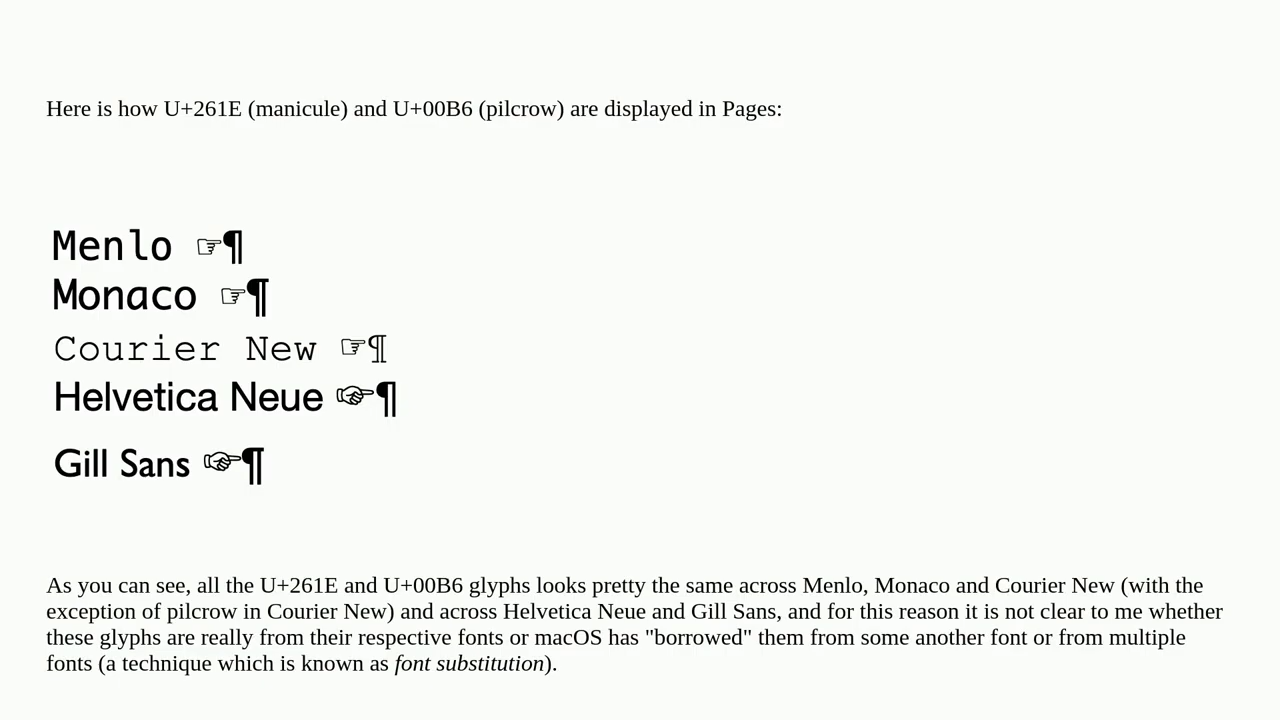 Here is how U+261E (manicule) and U+00B6 (pilcrow) are displayed in Pages:
Menlo ☞¶
Monaco ☞¶
Courier New ☞¶
Helvetica Neue ☞¶
Gill Sans ☞¶
As you can see, all the U+261E and U+00B6 glyphs looks pretty the same across Menlo, Monaco and Courier New (with the
exception of pilcrow in Courier New) and across Helvetica Neue and Gill Sans, and for this reason it is not clear to me whether
these glyphs are really from their respective fonts or macOS has "borrowed" them from some another font or from multiple
fonts (a technique which is known as font substitution).